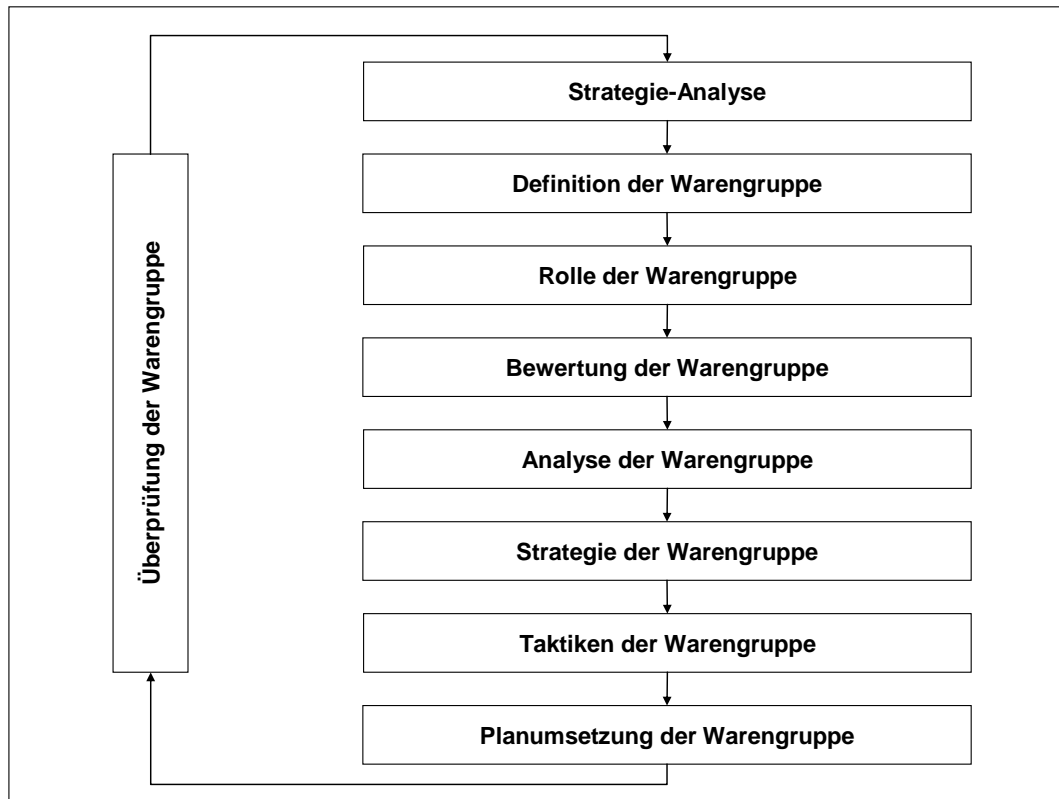 Strategie-Analyse
Definition der Warengruppe
Rolle der Warengruppe
Bewertung der Warengruppe
Analyse der Warengruppe
Strategie der Warengruppe
Taktiken der Warengruppe
Planumsetzung der Warengruppe
Überprüfung der Warengruppe